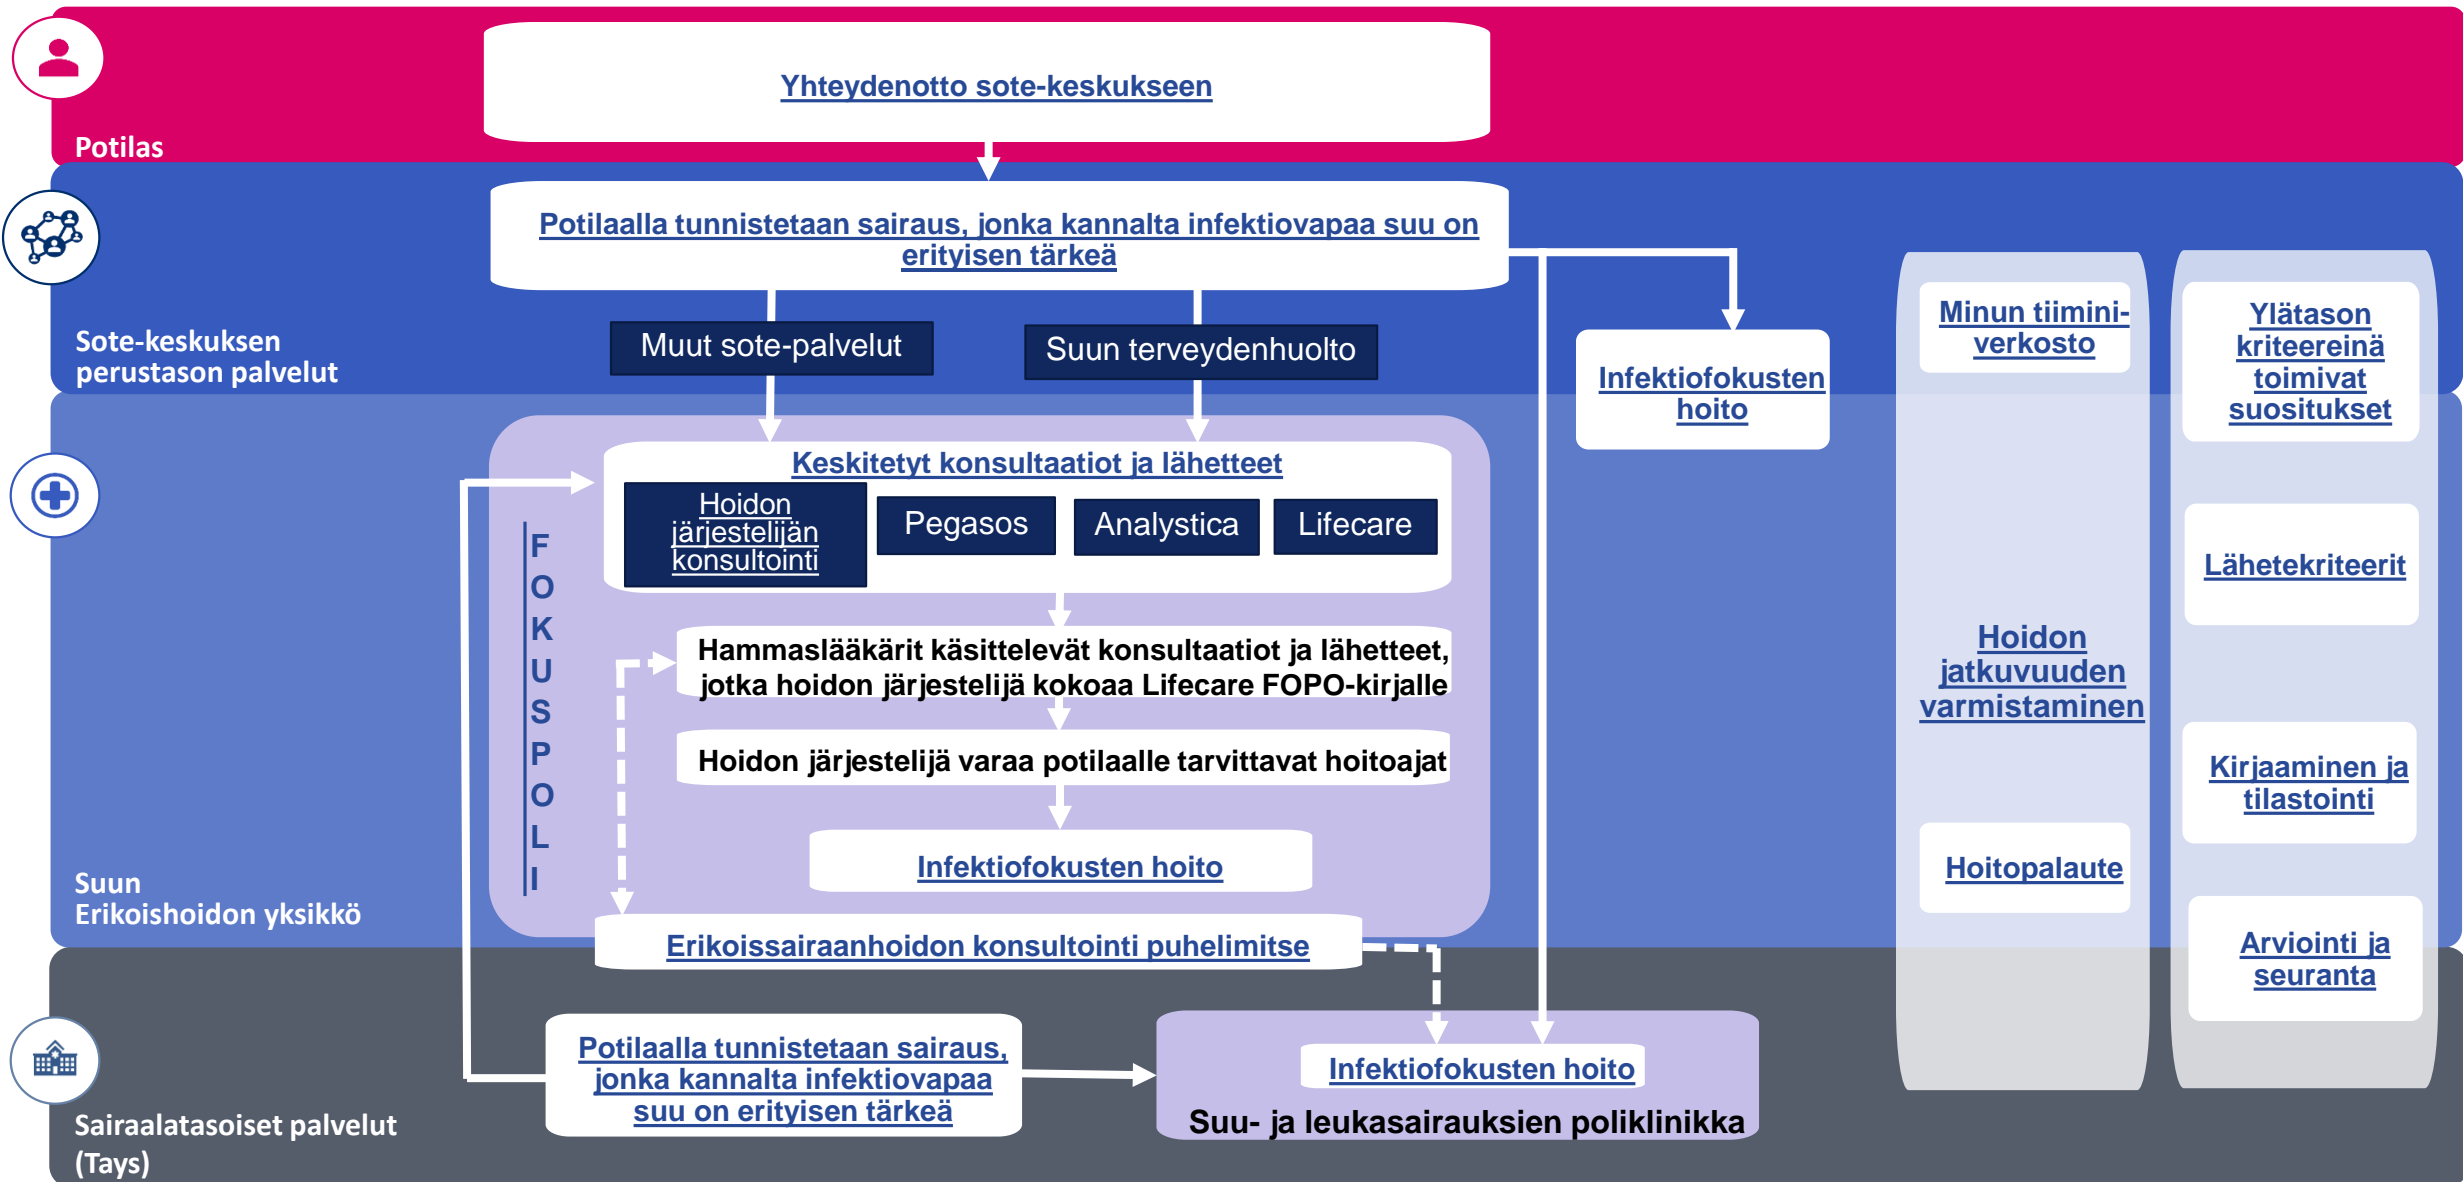 Yhteydenotto sote-keskukseen
Potilas
Potilaalla tunnistetaan sairaus, jonka kannalta infektiovapaa suu on
erityisen tärkeä
Muut sote-palvelut
Suun terveydenhuolto
Sote-keskuksen
perustason palvelut
Infektiofokusten
hoito
Minun tiimini-
verkosto
Ylätason
kriteereinä
toimivat
suositukset
Keskitetyt konsultaatiot ja lähetteet
Hoidon
järjestelijän
konsultointi
Pegasos
Analystica
Lifecare
F
O
K
U
S
P
O
L
I
Hammaslääkärit käsittelevät konsultaatiot ja lähetteet,
jotka hoidon järjestelijä kokoaa Lifecare FOPO-kirjalle
Hoidon järjestelijä varaa potilaalle tarvittavat hoitoajat
Infektiofokusten hoito
Suun
Erikoishoidon yksikkö
Erikoissairaanhoidon konsultointi puhelimitse
Hoidon
jatkuvuuden
varmistaminen
Hoitopalaute
Lähetekriteerit
Kirjaaminen ja
tilastointi
Arviointi ja
seuranta
Potilaalla tunnistetaan sairaus,
jonka kannalta infektiovapaa
suu on erityisen tärkeä
Infektiofokusten hoito
Suu- ja leukasairauksien poliklinikka
Sairaalatasoiset palvelut
(Tays)